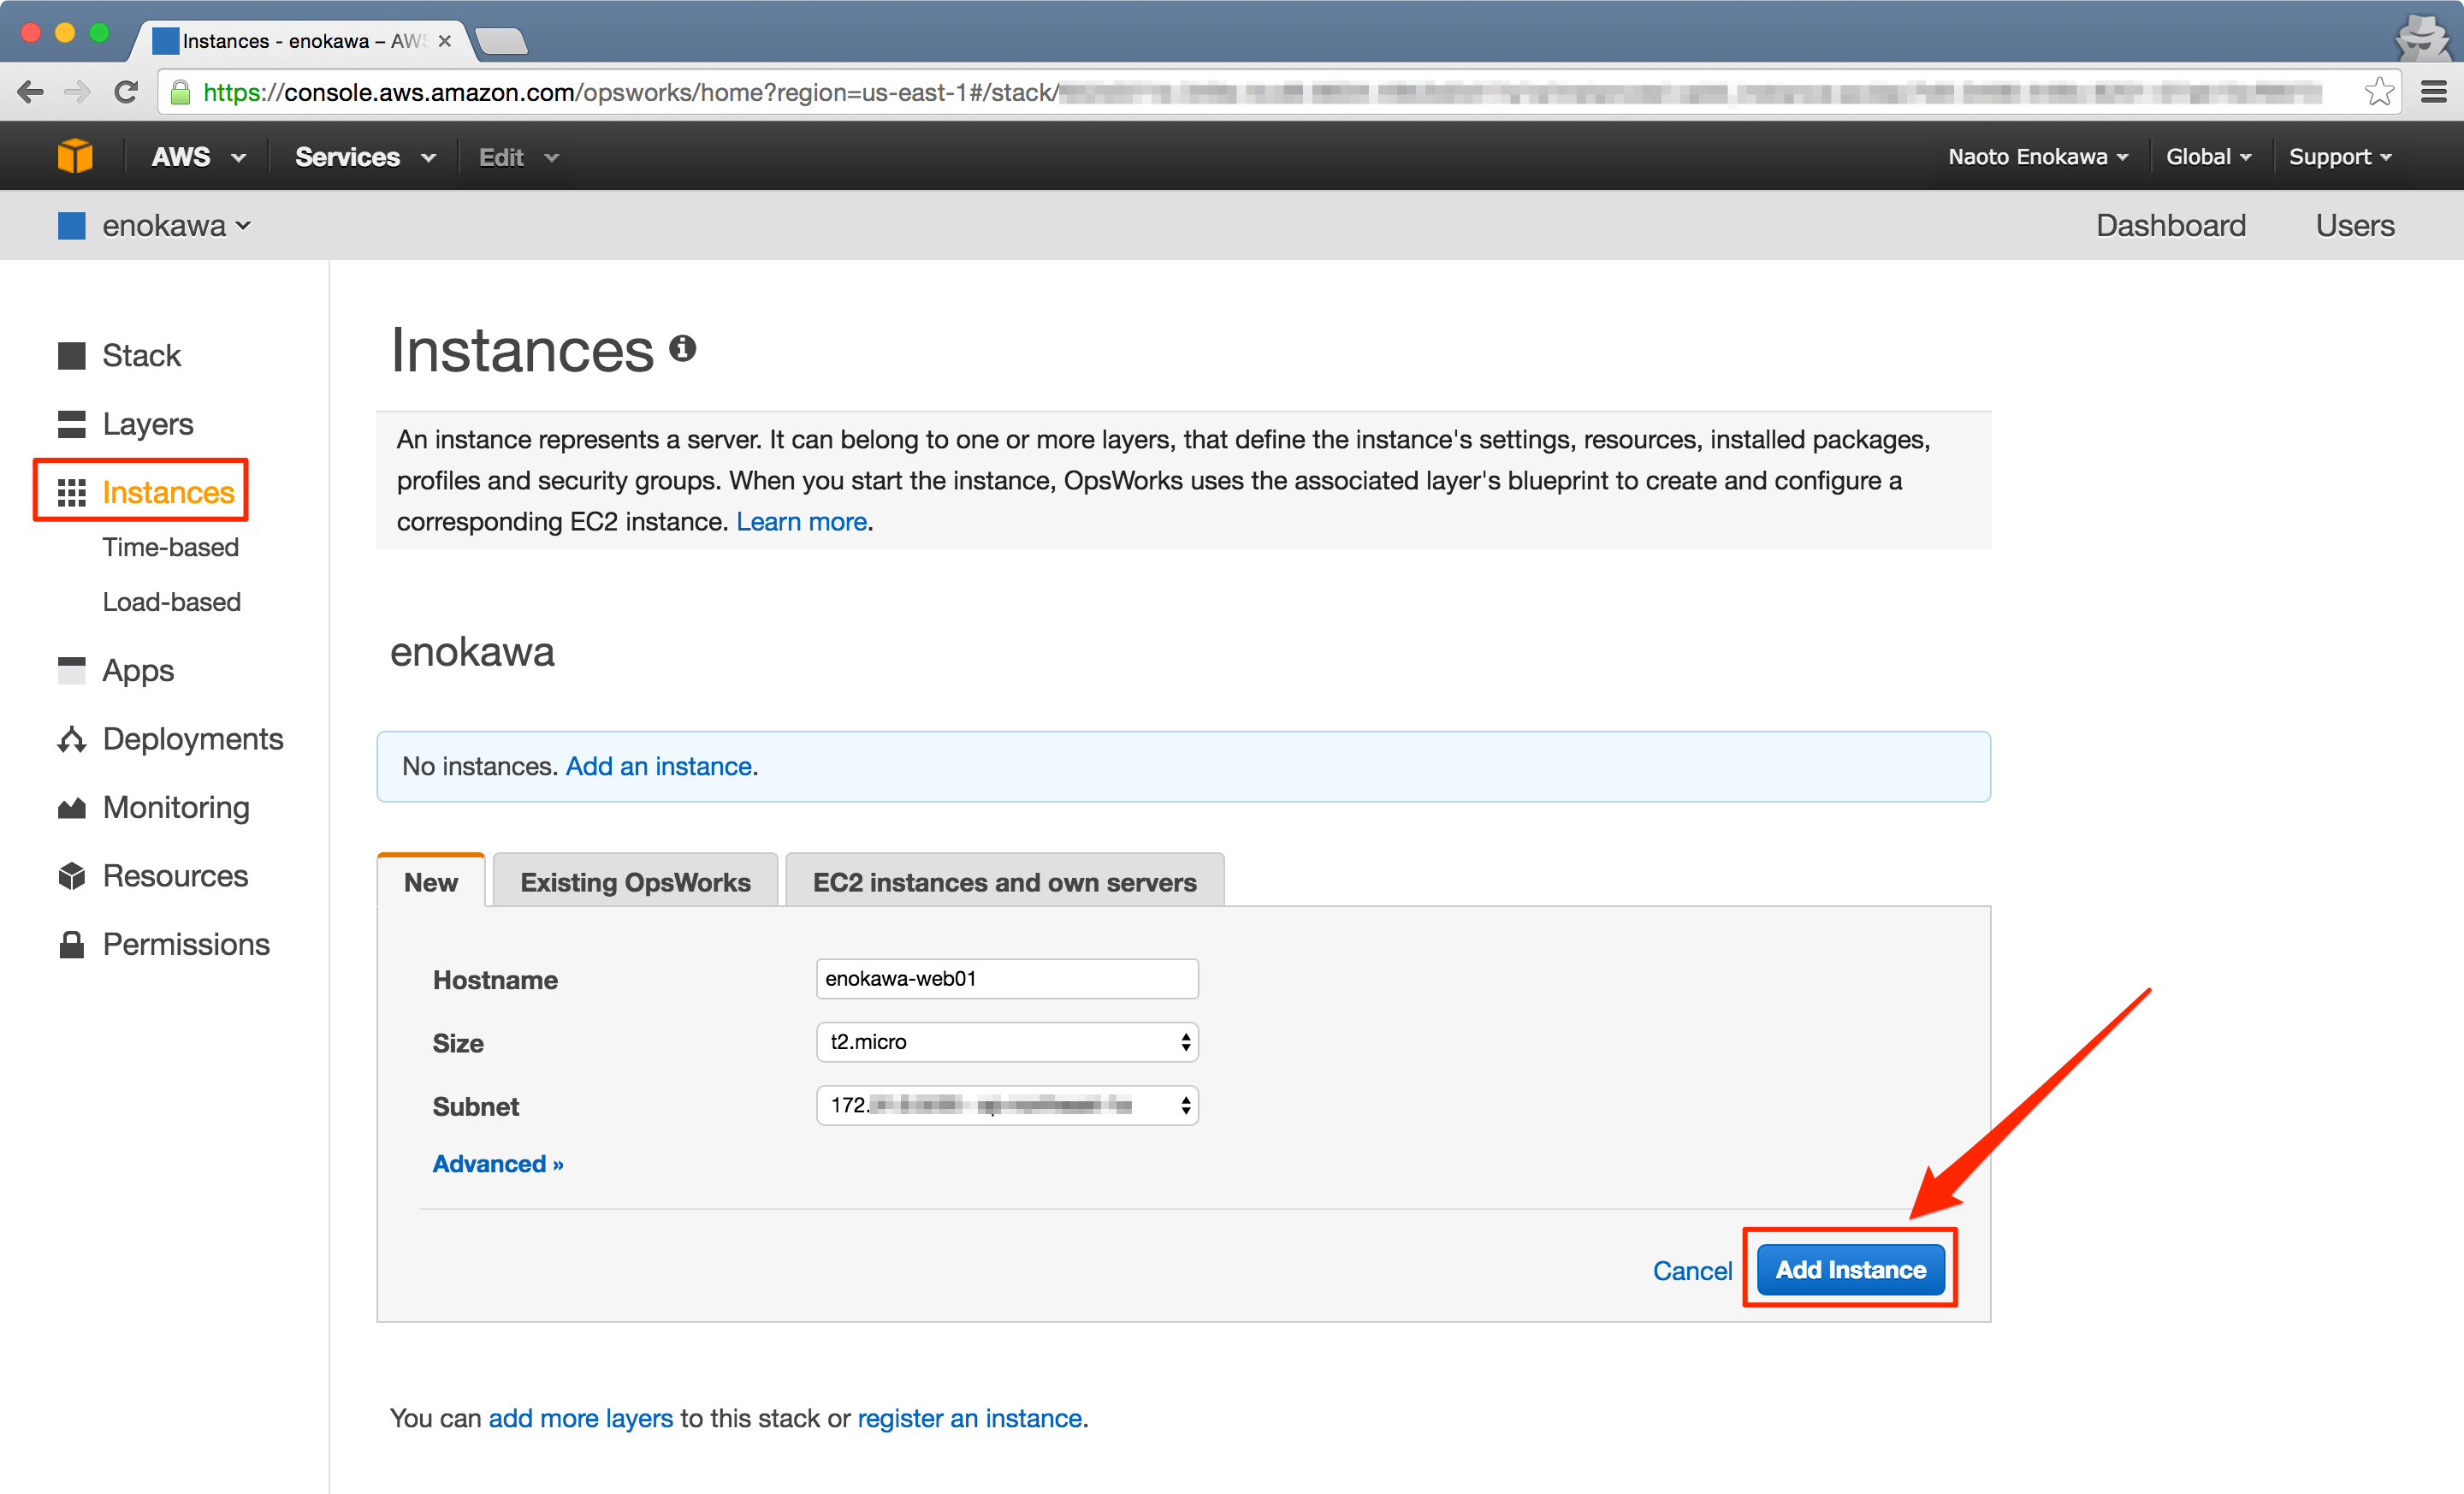 Instances - enokawa – AWS
https://console.aws.amazon.com/opsworks/home?region=us-east-1#/stack/
AWS Services Edit Naoto Enokawa Global Support
enokawa Dashboard Users
Stack
Layers
Instances
Time-based
Load-based
Apps
Deployments
Monitoring
Resources
Permissions
Instances
An instance represents a server. It can belong to one or more layers, that define the instance's settings, resources, installed packages,
profiles and security groups. When you start the instance, OpsWorks uses the associated layer's blueprint to create and configure a
corresponding EC2 instance. Learn more.
enokawa
No instances. Add an instance.
New Existing OpsWorks EC2 instances and own servers
Hostname enokawa-web01
Size t2.micro
Subnet 172.
Advanced »
Cancel Add Instance
You can add more layers to this stack or register an instance.